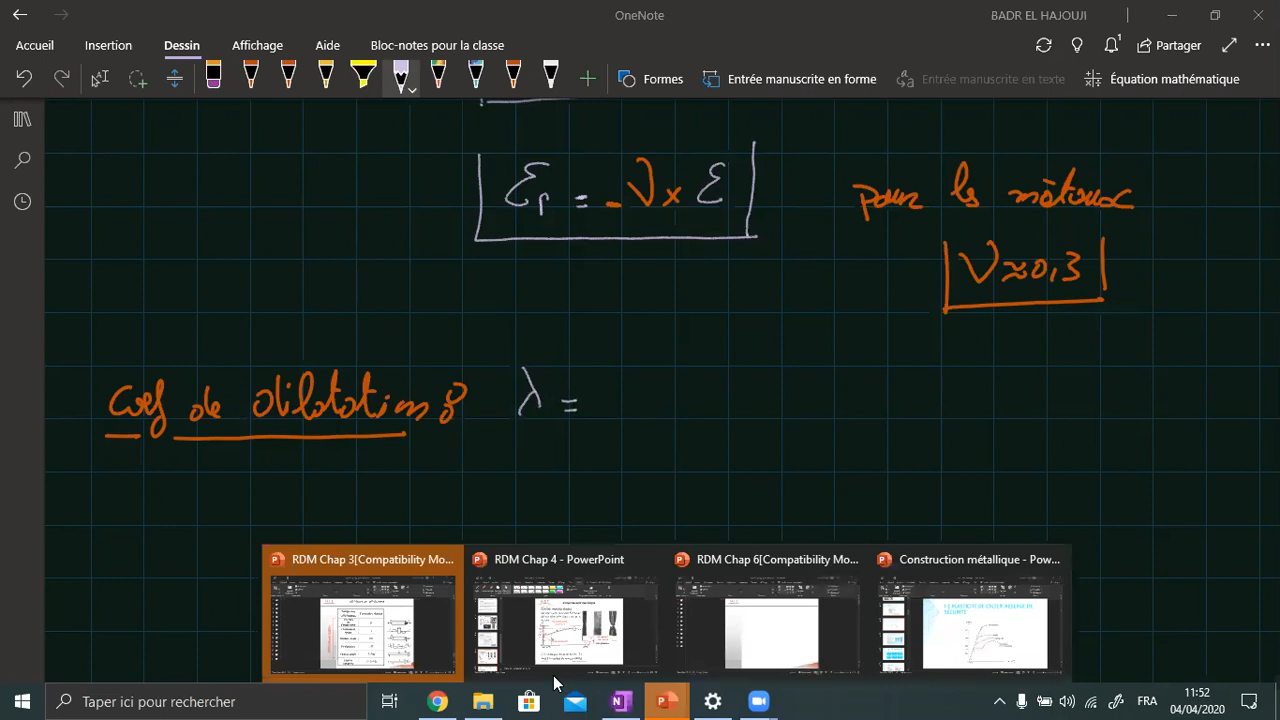 OneNote
BADR EL HAJOUJI
Accueil Insertion Dessin Affichage Aide Bloc-notes pour la classe
Partager
Formes Entrée manuscrite en forme Entrée manuscrite en texte Équation mathématique
Ɛp = -ν x Ɛ
pour ls métaux
ν≈0,3
Coef de dilatation : λ =
RDM Chap 3[Compatibility Mo... RDM Chap 4 - PowerPoint RDM Chap 6[Compatibility Mo... Construction métallique - Pow...
Taper ici pour rechercher
FRA
11:52
04/04/2020